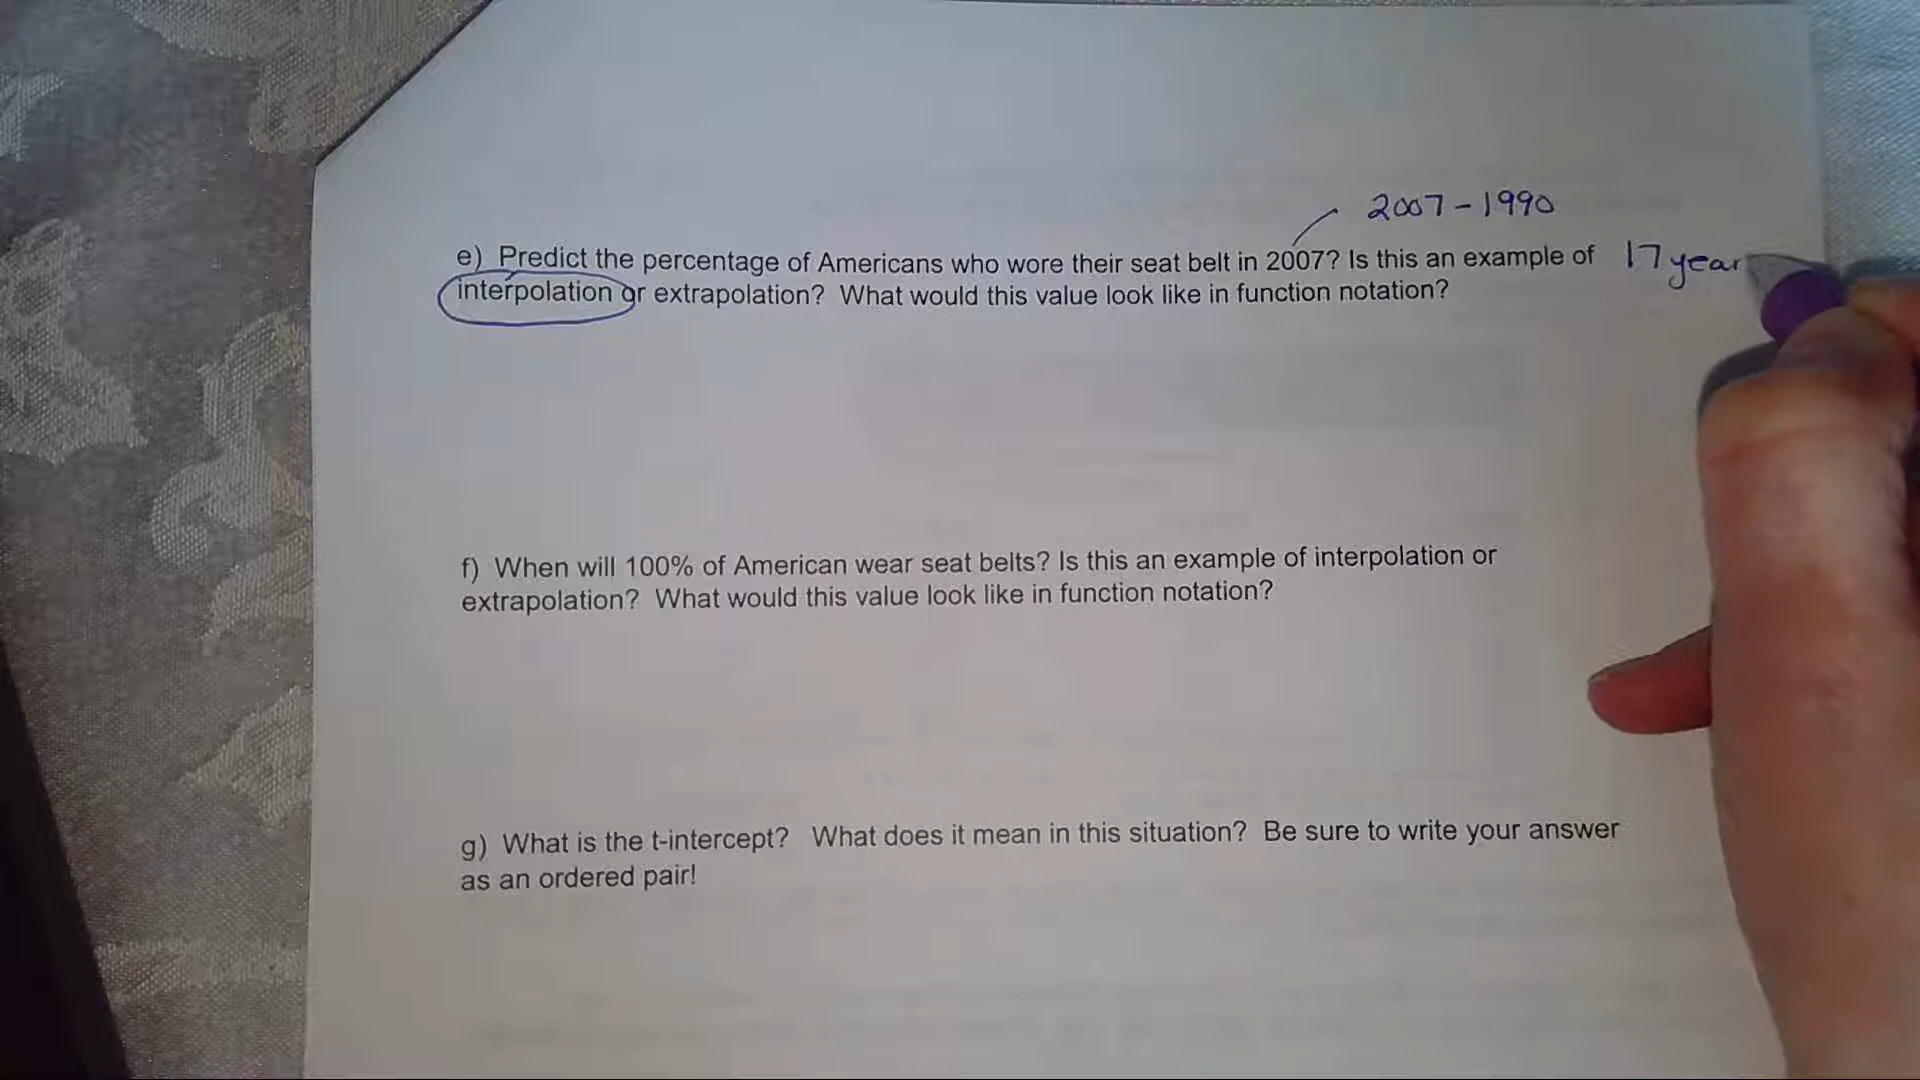 2007 - 1990
e) Predict the percentage of Americans who wore their seat belt in 2007? Is this an example of 17 year
interpolation or extrapolation? What would this value look like in function notation?
f) When will 100% of American wear seat belts? Is this an example of interpolation or
extrapolation? What would this value look like in function notation?
g) What is the t-intercept? What does it mean in this situation? Be sure to write your answer
as an ordered pair!